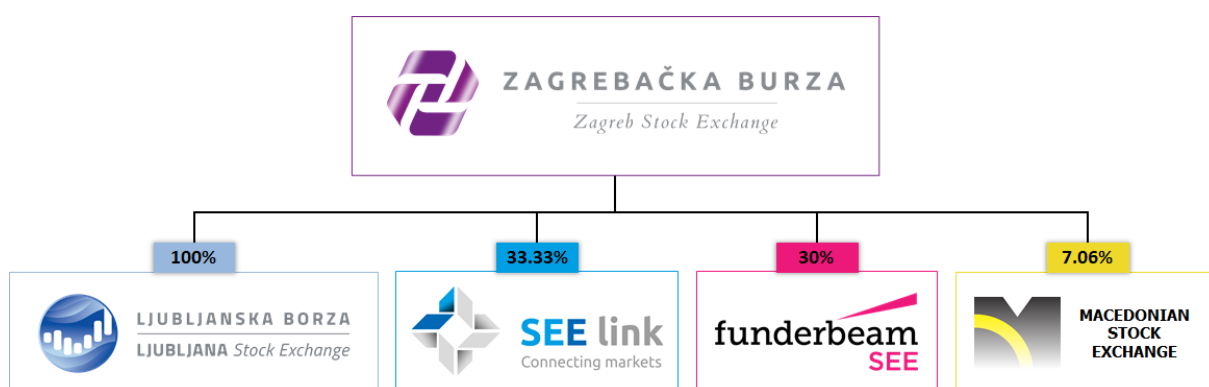 ZAGREBAČKA BURZA
Zagreb Stock Exchange
100%
33.33%
30%
7.06%
LJUBLJANSKA BORZA
LJUBLJANA Stock Exchange
SEE link
Connecting markets
funderbeam
SEE
MACEDONIAN
STOCK
EXCHANGE